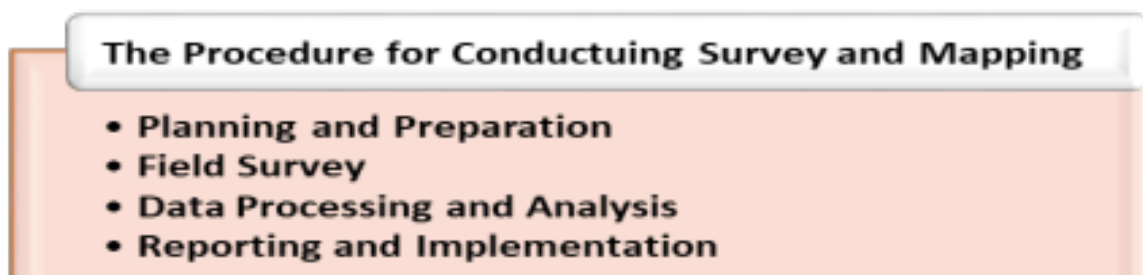 The Procedure for Conductuing Survey and Mapping
• Planning and Preparation
• Field Survey
• Data Processing and Analysis
• Reporting and Implementation